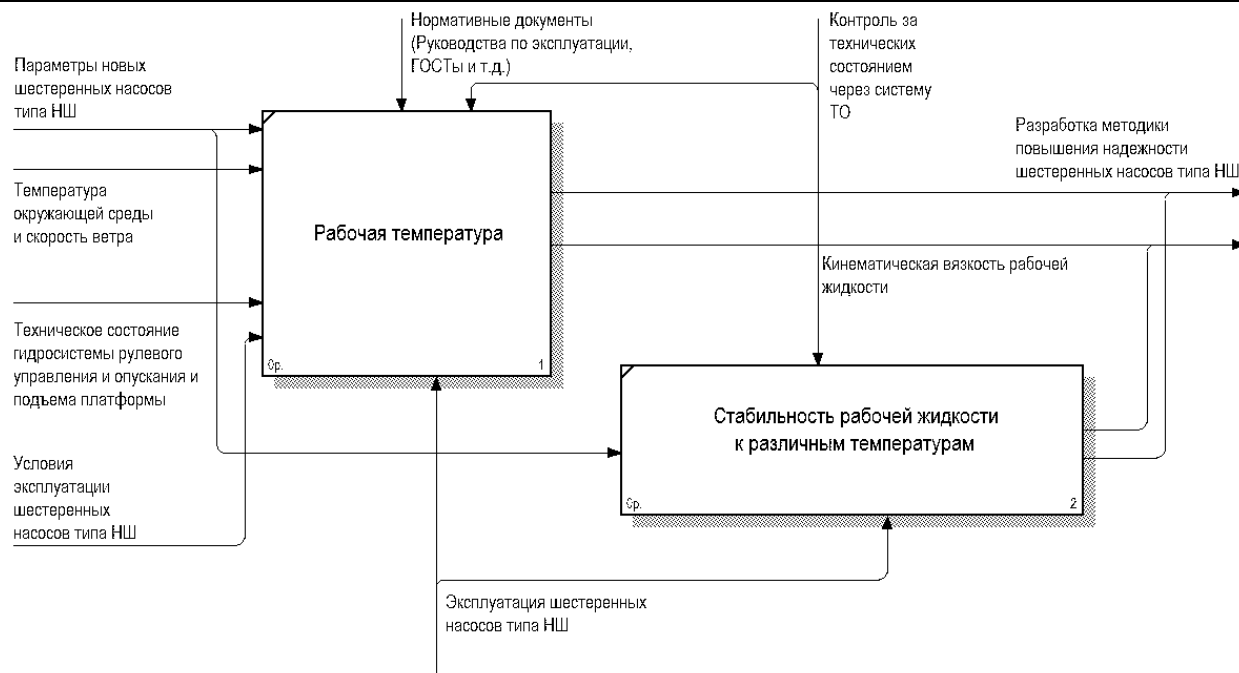 Нормативные документы
(Руководства по эксплуатации,
ГОСТы и т.д.)
Контроль за
технических
состоянием
через систему
ТО
Параметры новых
шестеренных насосов
типа НШ
Разработка методики
повышения надежности
шестеренных насосов типа НШ
Температура
окружающей среды
и скорость ветра
Рабочая температура
Кинематическая вязкость рабочей
жидкости
Техническое состояние
гидросистемы рулевого
управления и опускания и
подъема платформы
0р.
1
Стабильность рабочей жидкости
к различным температурам
0р.
2
Условия
эксплуатации
шестеренных
насосов типа НШ
Эксплуатация шестеренных
насосов типа НШ